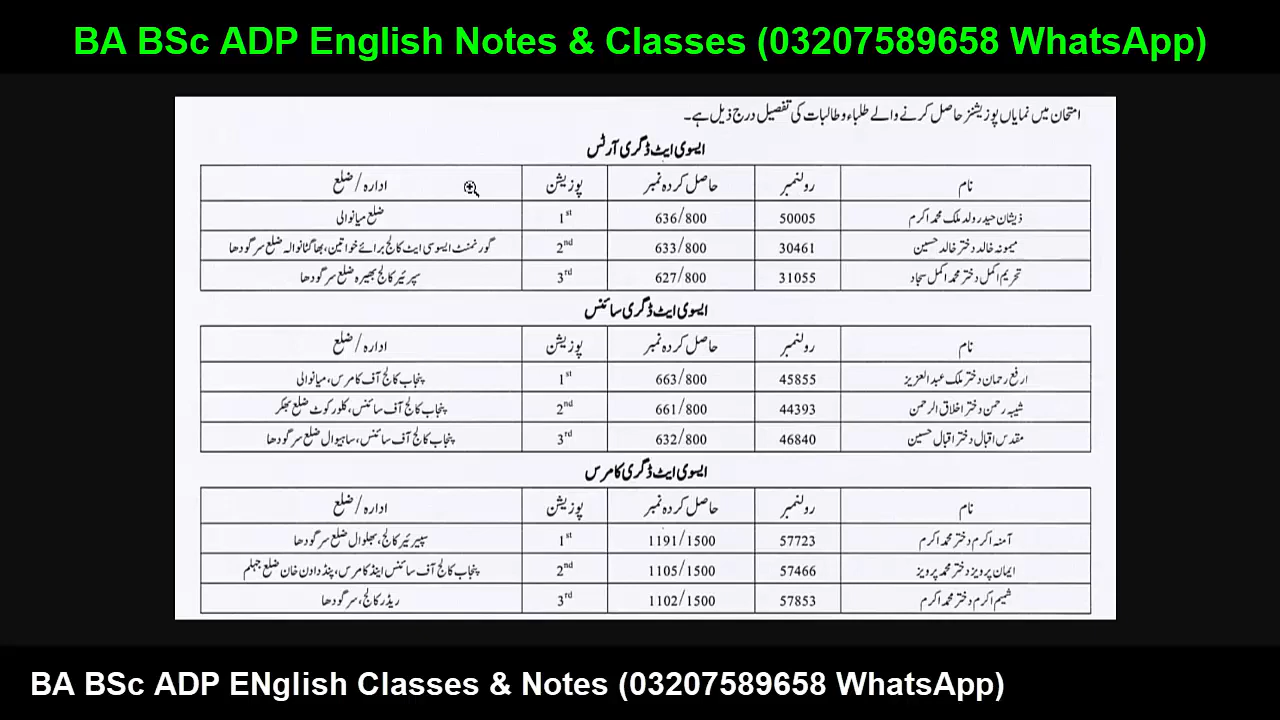 BA BSc ADP English Notes & Classes (03207589658 WhatsApp)
امتحان میں نمایاں پوزیشنز حاصل کرنے والے طلباء و طالبات کی تفصیل درج ذیل ہے۔
ایسوی ایٹ ڈگری آرٹس
نام رولنمبر حاصل کردہ نمبر پوزیشن ادارہ/ضلع
ذیشان حیدر ولد ملک محمد اکرم 50005 636/800 1st ضلع میانوالی
میمونہ خالد دختر خالد حسین 30461 633/800 2nd گورنمنٹ ایسوسی ایٹ کالج برائے خواتین، بھاگٹانوالہ ضلع سرگودھا
تحریم اکمل دختر محمد اکمل سجاد 31055 627/800 3rd سپرئیر کالج بھیرہ ضلع سرگودھا
ایسوی ایٹ ڈگری سائنس
نام رولنمبر حاصل کردہ نمبر پوزیشن ادارہ/ضلع
ارفع رحمان دختر ملک عبدالعزیز 45855 663/800 1st پنجاب کالج آف کامرس، میانوالی
شیبہ رحمن دختر اخلاق الرحمن 44393 661/800 2nd پنجاب کالج آف سائنس، کلور کوٹ ضلع بھکر
مقدس اقبال دختر اقبال حسین 46840 632/800 3rd پنجاب کالج آف سائنس، ساہیوال ضلع سرگودھا
ایسوی ایٹ ڈگری کامرس
نام رولنمبر حاصل کردہ نمبر پوزیشن ادارہ/ضلع
آمنہ اکرم دختر محمد اکرم 57723 1191/1500 1st سپیرئیر کالج، بھلوال ضلع سرگودھا
ایمان پرویز دختر محمد پرویز 57466 1105/1500 2nd پنجاب کالج آف سائنس اینڈ کامرس، پنڈ دادن خان ضلع جہلم
شمیم اکرم دختر محمد اکرم 57853 1102/1500 3rd ریڈر کالج، سرگودھا
BA BSc ADP ENglish Classes & Notes (03207589658 WhatsApp)